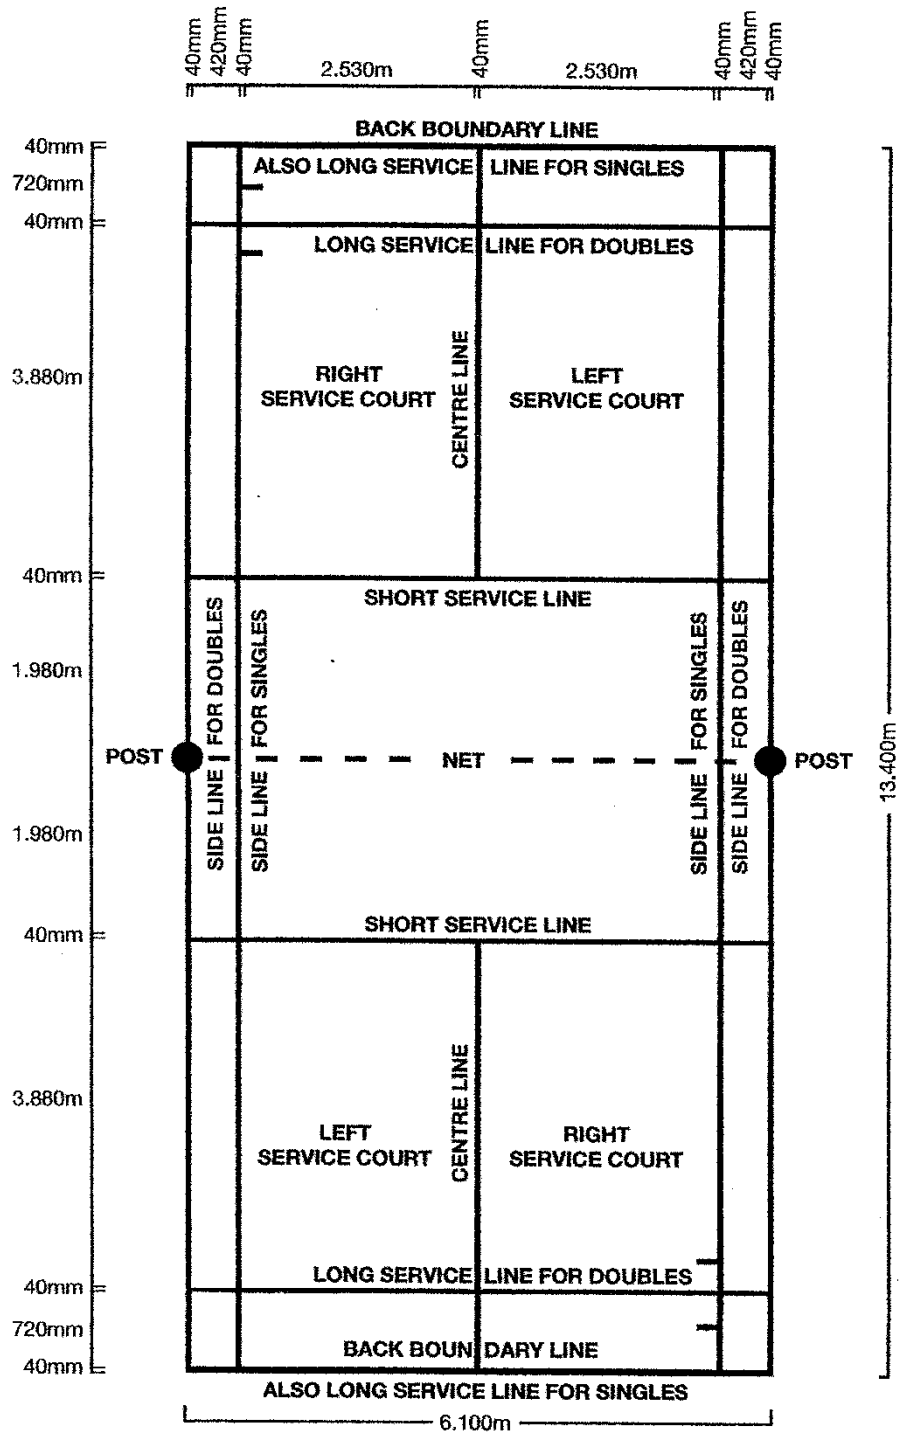 40mm
420mm
40mm
2.530m
40mm
2.530m
40mm
420mm
40mm
BACK BOUNDARY LINE
40mm
ALSO LONG SERVICE LINE FOR SINGLES
720mm
40mm
LONG SERVICE LINE FOR DOUBLES
3.880m
RIGHT
SERVICE COURT
CENTRE LINE
LEFT
SERVICE COURT
40mm
SHORT SERVICE LINE
1.980m
SIDE LINE FOR DOUBLES
SIDE LINE FOR SINGLES
SIDE LINE FOR SINGLES
SIDE LINE FOR DOUBLES
POST
NET
POST
13.400m
1.980m
40mm
SHORT SERVICE LINE
3.880m
LEFT
SERVICE COURT
CENTRE LINE
RIGHT
SERVICE COURT
40mm
LONG SERVICE LINE FOR DOUBLES
720mm
BACK BOUNDARY LINE
40mm
ALSO LONG SERVICE LINE FOR SINGLES
6.100m